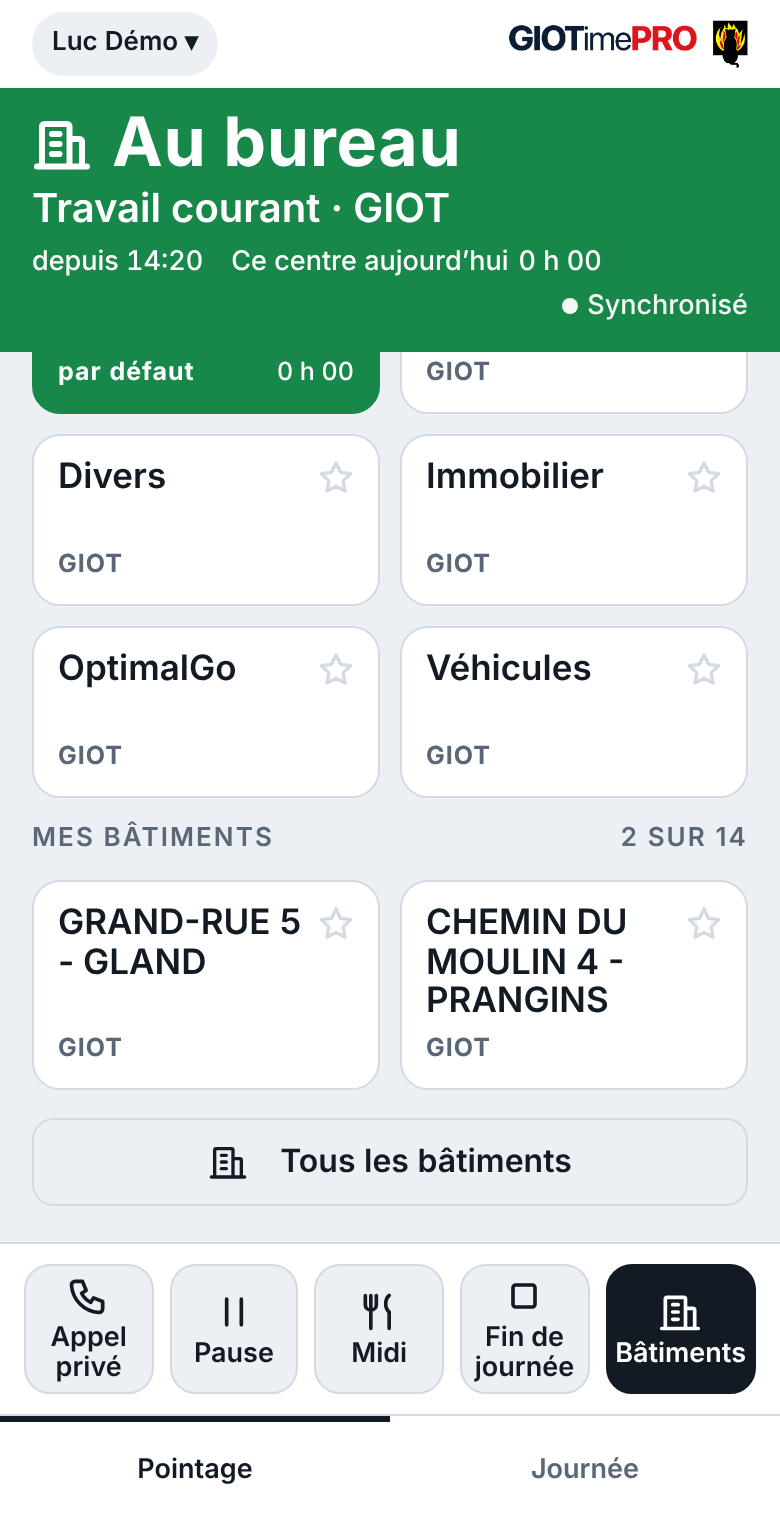 Luc Démo ▾
GIOTimePRO
Au bureau
Travail courant · GIOT
depuis 14:20 Ce centre aujourd’hui 0 h 00
Synchronisé
par défaut 0 h 00
GIOT
Divers
GIOT
Immobilier
GIOT
OptimalGo
GIOT
Véhicules
GIOT
MES BÂTIMENTS 2 SUR 14
GRAND-RUE 5
- GLAND
GIOT
CHEMIN DU
MOULIN 4 -
PRANGINS
GIOT
Tous les bâtiments
Appel
privé
Pause
Midi
Fin de
journée
Bâtiments
Pointage
Journée